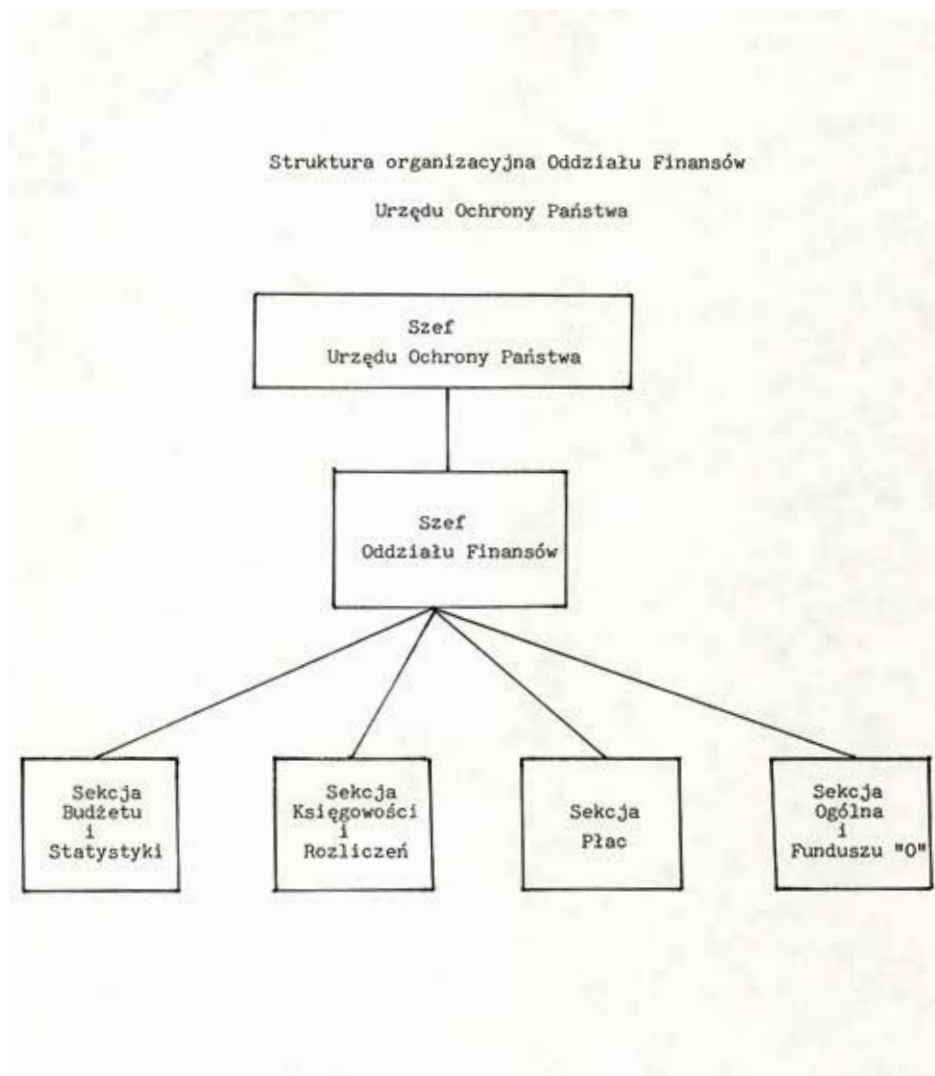 Struktura organizacyjna Oddziału Finansów
Urzędu Ochrony Państwa
Szef
Urzędu Ochrony Państwa
Szef
Oddziału Finansów
Sekcja
Budżetu
i
Statystyki
Sekcja
Księgowości
i
Rozliczeń
Sekcja
Płac
Sekcja
Ogólna
i
Funduszu "O"